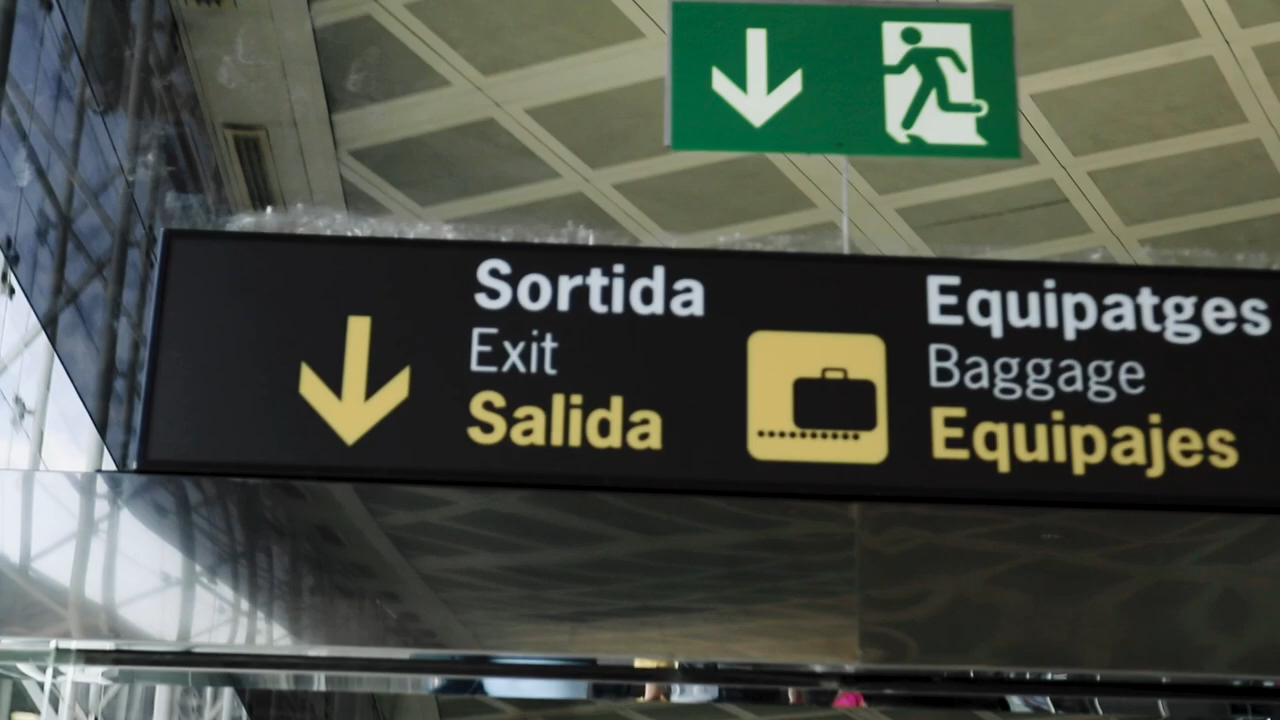 Sortida
Exit
Salida
Equipatges
Baggage
Equipajes